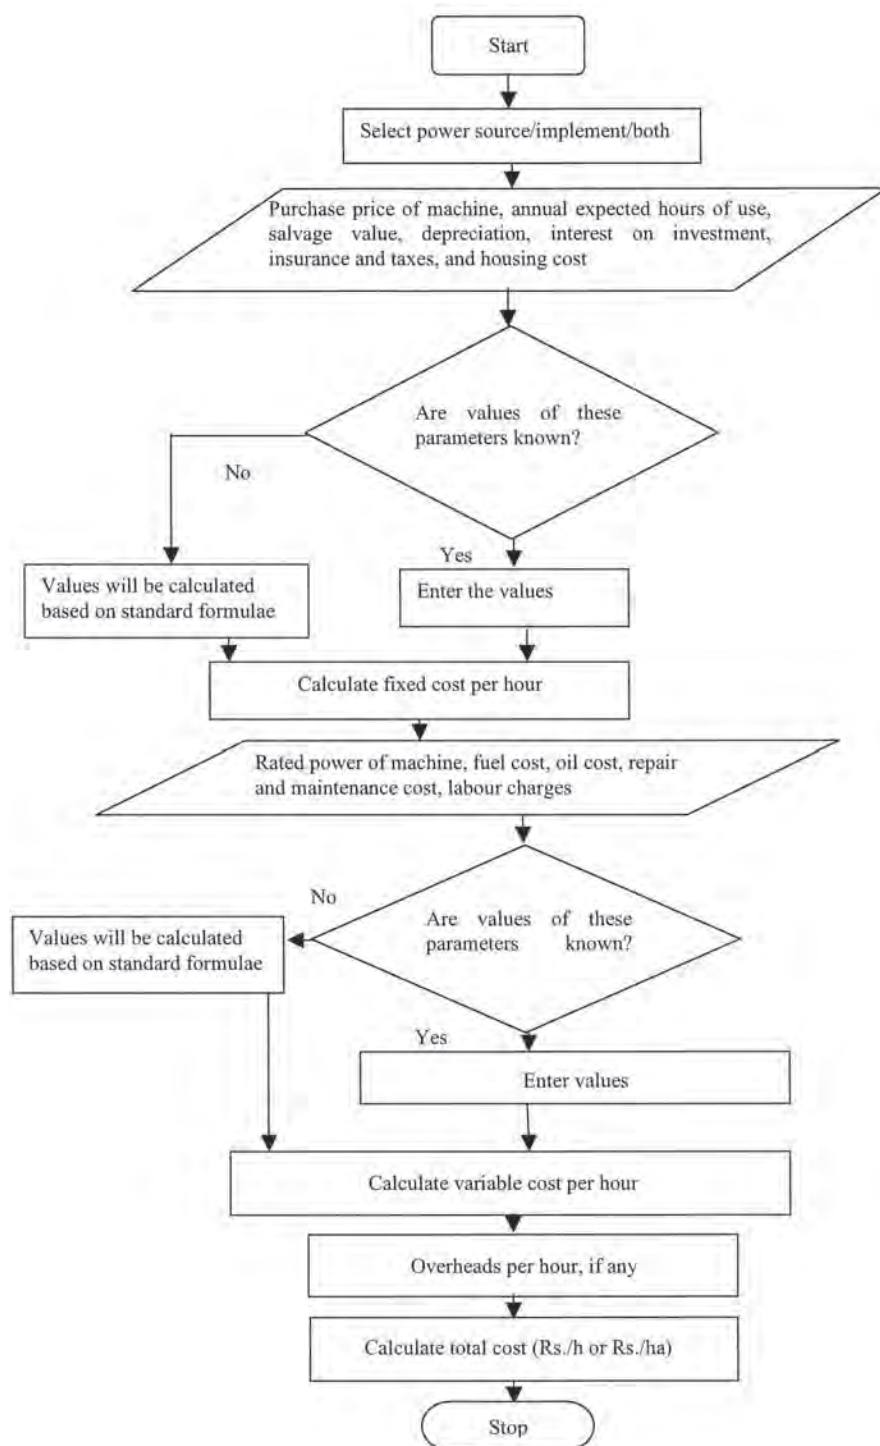 Start
Select power source/implement/both
Purchase price of machine, annual expected hours of use,
salvage value, depreciation, interest on investment,
insurance and taxes, and housing cost
Are values of these
parameters known?
No
Yes
Values will be calculated
based on standard formulae
Enter the values
Calculate fixed cost per hour
Rated power of machine, fuel cost, oil cost, repair
and maintenance cost, labour charges
No
Are values of these
parameters known?
Values will be calculated
based on standard formulae
Yes
Enter values
Calculate variable cost per hour
Overheads per hour, if any
Calculate total cost (Rs./h or Rs./ha)
Stop